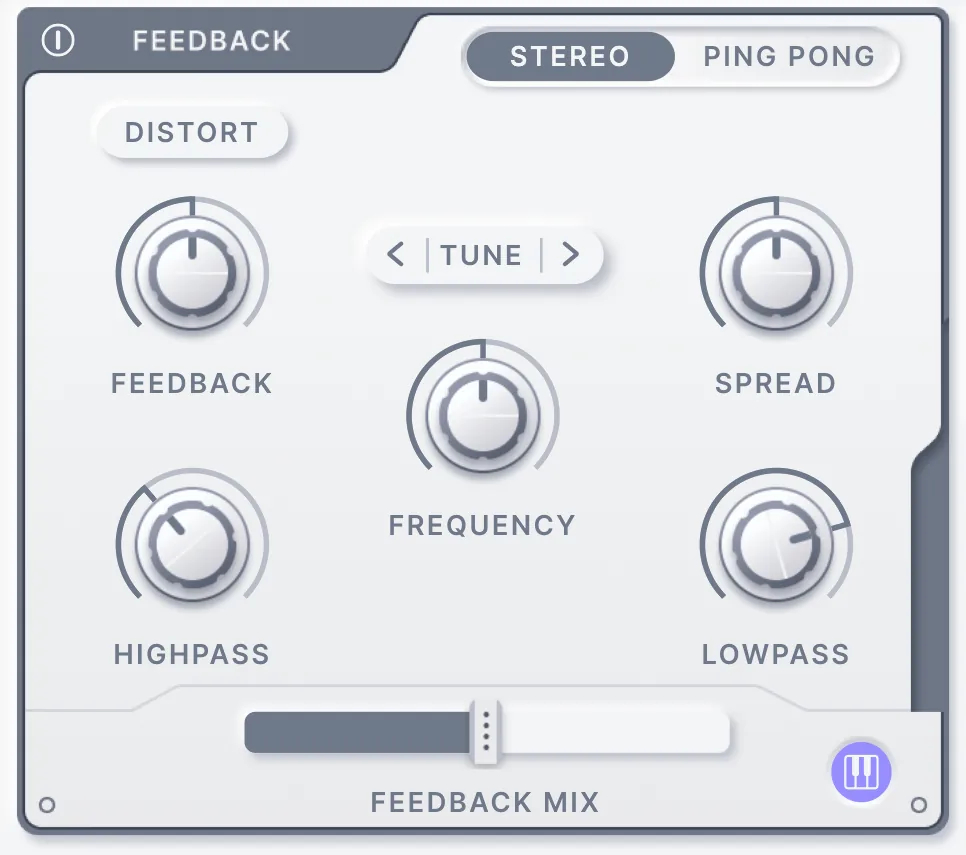 FEEDBACK
STEREO
PING PONG
DISTORT
TUNE
FEEDBACK
SPREAD
FREQUENCY
HIGHPASS
LOWPASS
FEEDBACK MIX